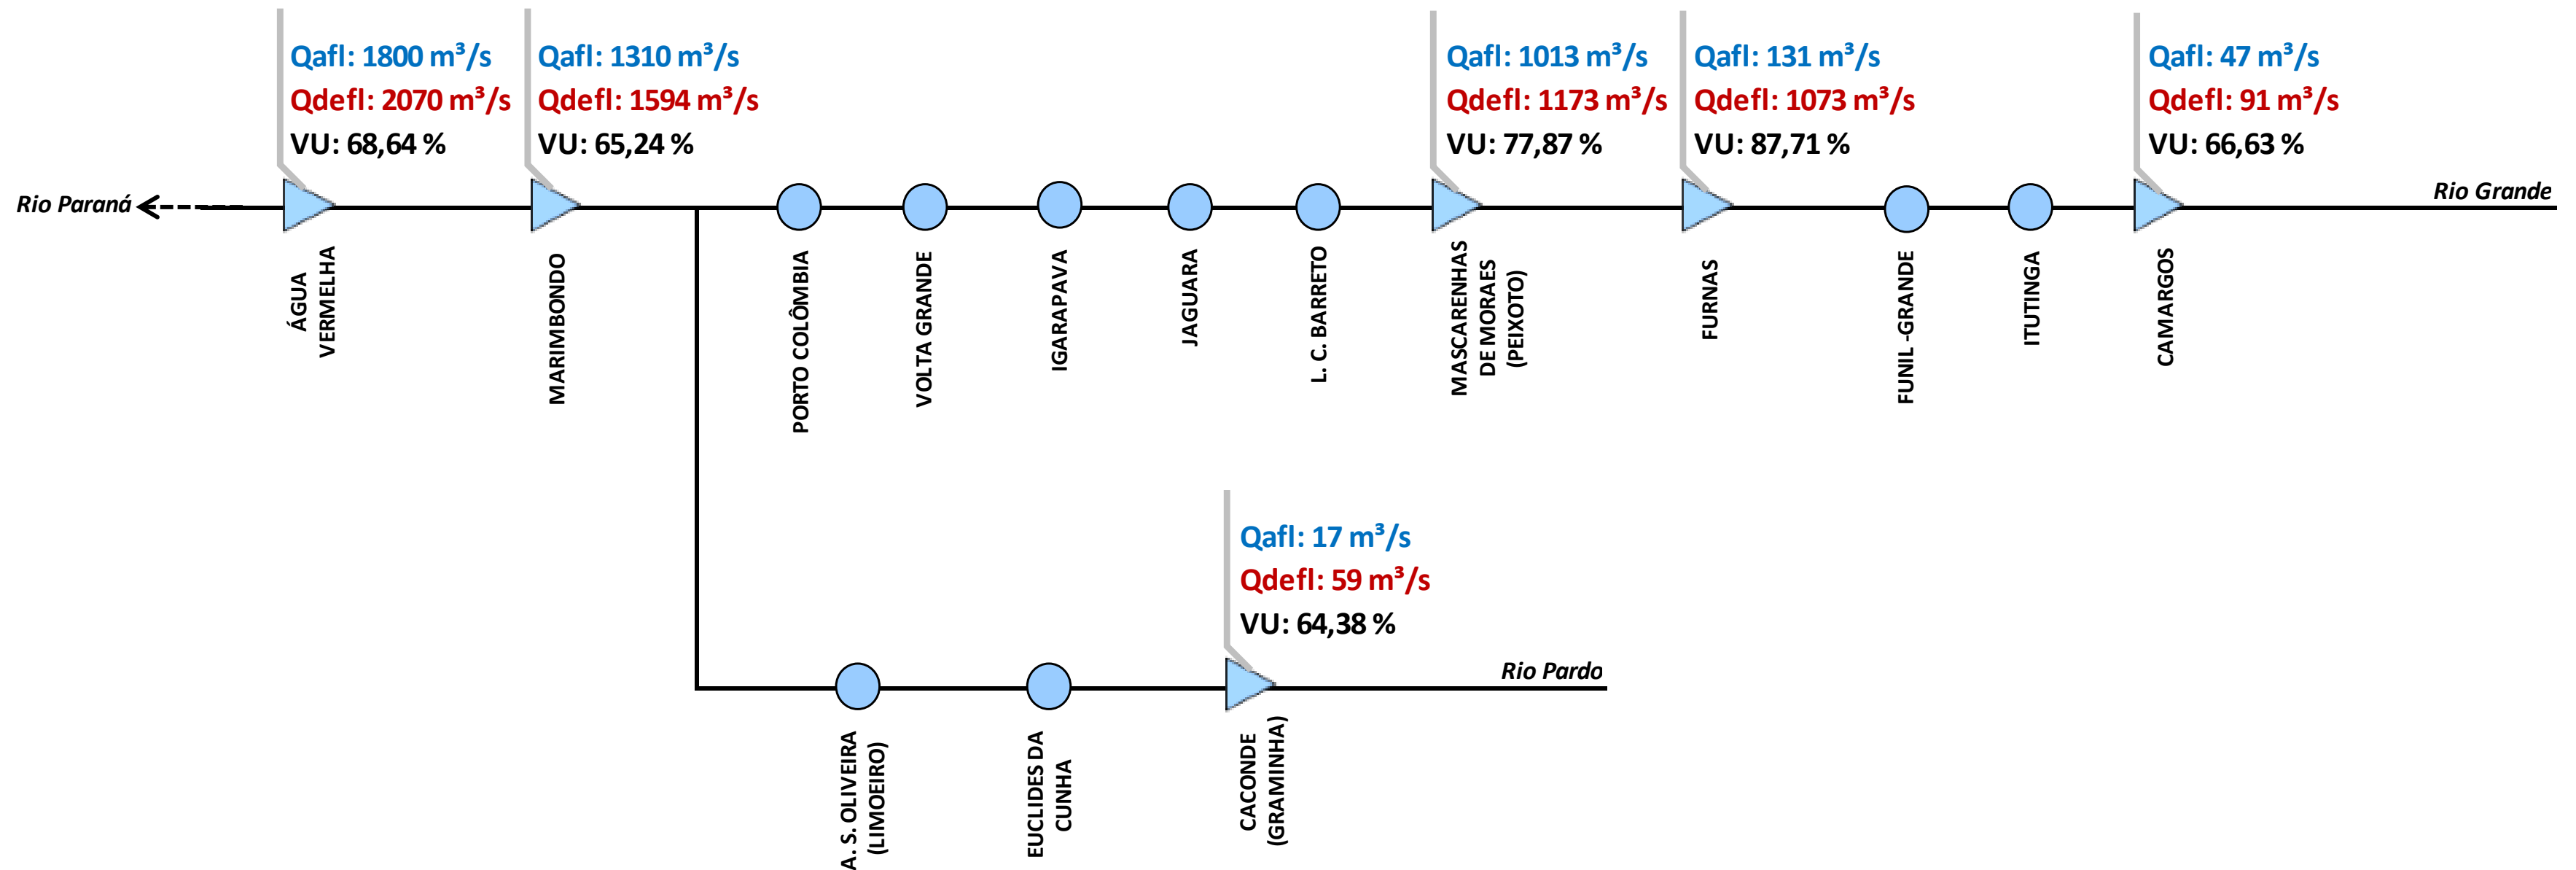 Qafl: 1800 m³/s
Qdefl: 2070 m³/s
VU: 68,64 %
Qafl: 1310 m³/s
Qdefl: 1594 m³/s
VU: 65,24 %
Qafl: 1013 m³/s
Qdefl: 1173 m³/s
VU: 77,87 %
Qafl: 131 m³/s
Qdefl: 1073 m³/s
VU: 87,71 %
Qafl: 47 m³/s
Qdefl: 91 m³/s
VU: 66,63 %
Rio Paraná
Rio Grande
ÁGUA
VERMELHA
MARIMBONDO
PORTO COLÔMBIA
VOLTA GRANDE
IGARAPAVA
JAGUARA
L. C. BARRETO
MASCARENHAS
DE MORAES
(PEIXOTO)
FURNAS
FUNIL -GRANDE
ITUTINGA
CAMARGOS
Qafl: 17 m³/s
Qdefl: 59 m³/s
VU: 64,38 %
Rio Pardo
A. S. OLIVEIRA
(LIMOEIRO)
EUCLIDES DA
CUNHA
CACONDE
(GRAMINHA)